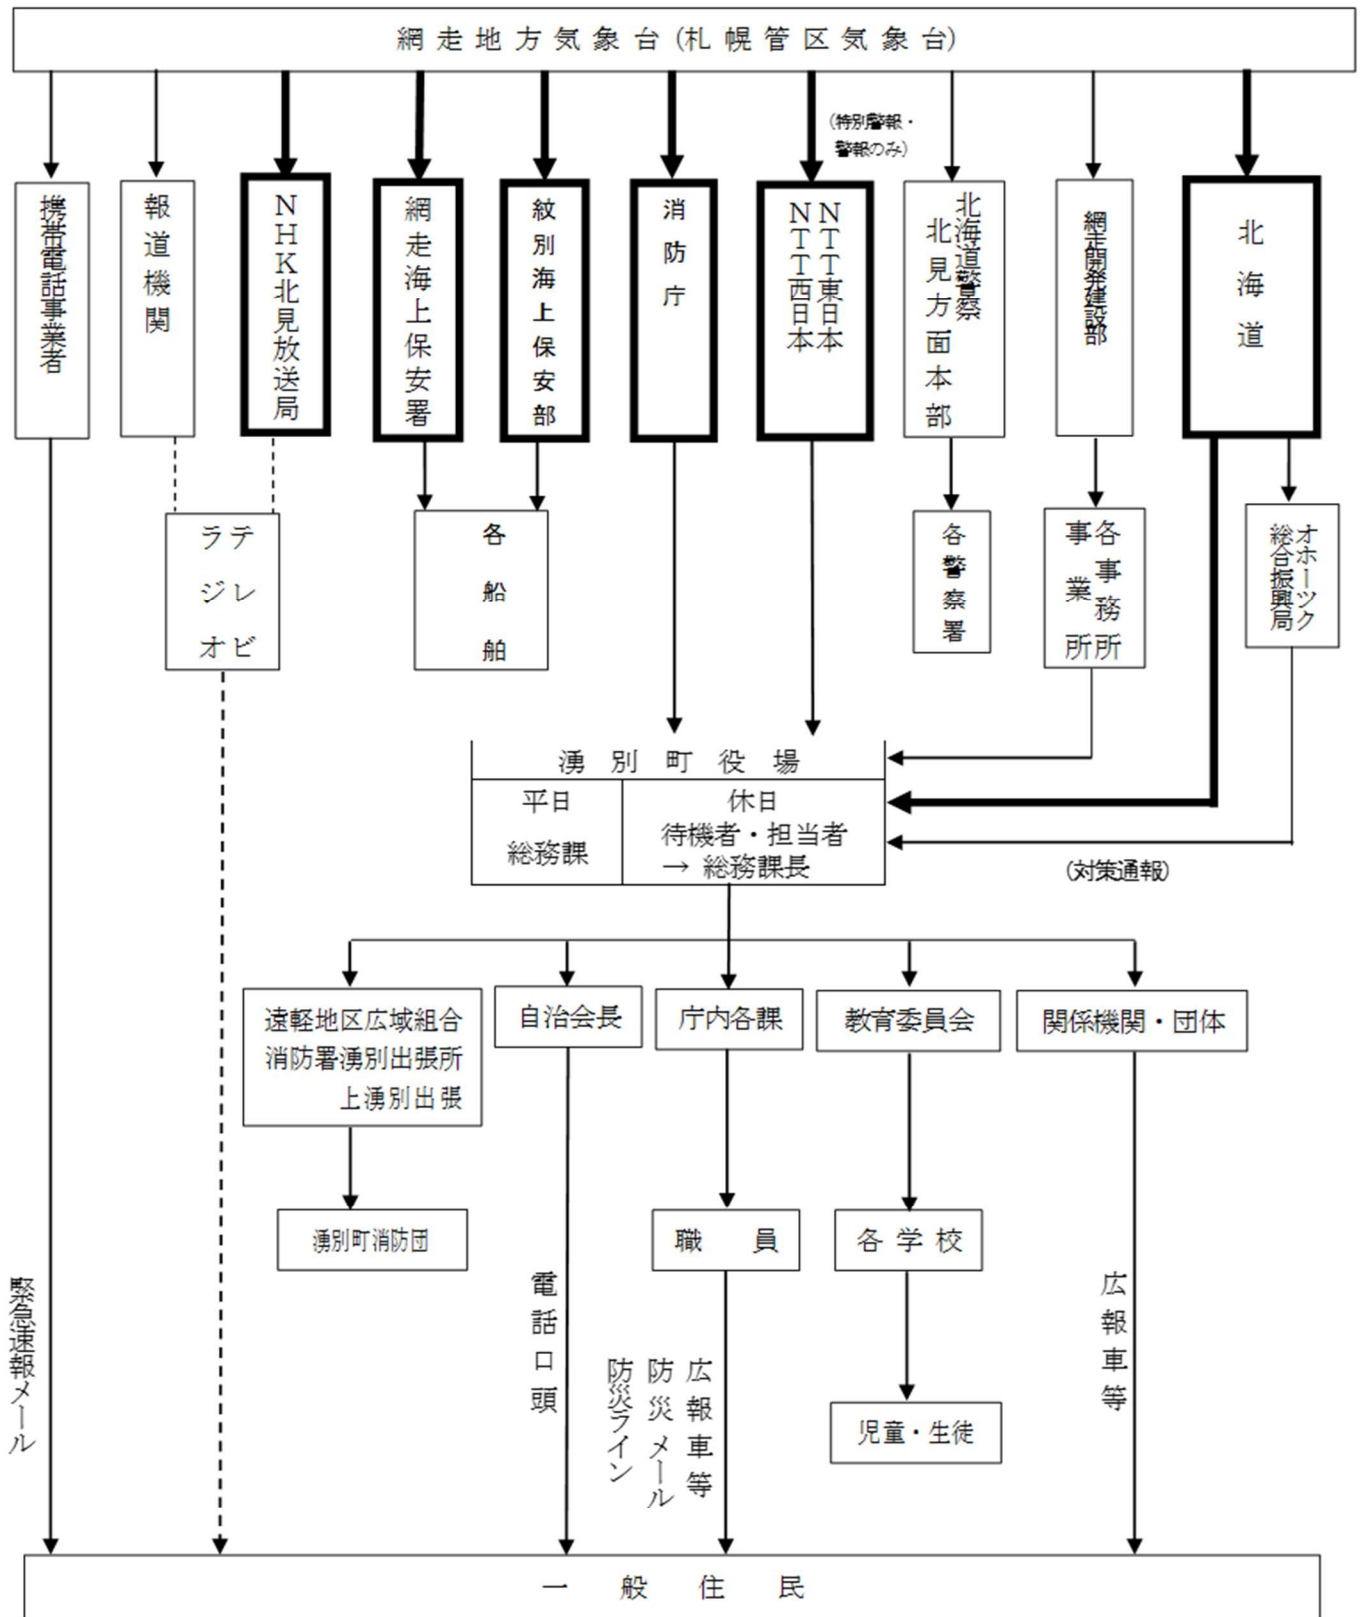 網走地方気象台(札幌管区気象台)
(特別警報・
警報のみ)
携帯電話事業者
報道機関
NHK北見放送局
網走海上保安署
紋別海上保安部
消防庁
NTT東日本
NTT西日本
北海道警察
北見方面本部
網走開発建設部
北海道
テレビ
ラジオ
各船舶
各警察署
各事務所
事業所
オホーツク
総合振興局
湧別町役場
平日
総務課
休日
待機者・担当者
→ 総務課長
(対策通報)
遠軽地区広域組合
消防署湧別出張所
上湧別出張
自治会長
庁内各課
教育委員会
関係機関・団体
湧別町消防団
職員
各学校
児童・生徒
緊急速報メール
電話口頭
広報車等
防災メール
防災ライン
広報車等
一般住民